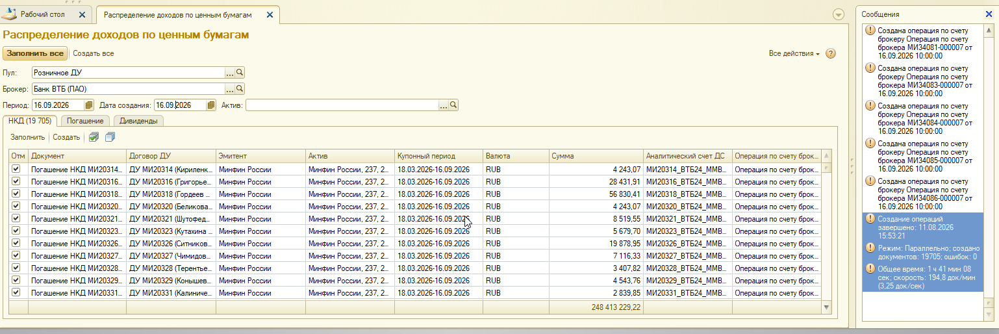 Рабочий стол
Распределение доходов по ценным бумагам
Распределение доходов по ценным бумагам
Заполнить все
Создать все
Все действия
Пул: Розничное ДУ
Брокер: Банк ВТБ (ПАО)
Период: 16.09.2026 Дата создания: 16.09.2026 Актив:
НКД (19 705) Погашение Дивиденды
Заполнить Создать
Отм Документ Договор ДУ Эмитент Актив Купонный период Валюта Сумма Аналитический счет ДС Операция по счету брок...
Погашение НКД МИ20314... ДУ МИ20314 (Кириленк... Минфин России Минфин России, 237, 2... 18.03.2026-16.09.2026 RUB 4 243,07 МИ20314_ВТБ24_ММВ... Операция по счету брок...
Погашение НКД МИ20316... ДУ МИ20316 (Григорье... Минфин России Минфин России, 237, 2... 18.03.2026-16.09.2026 RUB 28 431,91 МИ20316_ВТБ24_ММВ... Операция по счету брок...
Погашение НКД МИ20318... ДУ МИ20318 (Гордеев ... Минфин России Минфин России, 237, 2... 18.03.2026-16.09.2026 RUB 56 830,41 МИ20318_ВТБ24_ММВ... Операция по счету брок...
Погашение НКД МИ20320... ДУ МИ20320 (Беликова... Минфин России Минфин России, 237, 2... 18.03.2026-16.09.2026 RUB 4 243,07 МИ20320_ВТБ24_ММВ... Операция по счету брок...
Погашение НКД МИ20321... ДУ МИ20321 (Шутофед... Минфин России Минфин России, 237, 2... 18.03.2026-16.09.2026 RUB 8 519,55 МИ20321_ВТБ24_ММВ... Операция по счету брок...
Погашение НКД МИ20323... ДУ МИ20323 (Кутахина ... Минфин России Минфин России, 237, 2... 18.03.2026-16.09.2026 RUB 5 679,70 МИ20323_ВТБ24_ММВ... Операция по счету брок...
Погашение НКД МИ20326... ДУ МИ20326 (Ситников... Минфин России Минфин России, 237, 2... 18.03.2026-16.09.2026 RUB 19 878,95 МИ20326_ВТБ24_ММВ... Операция по счету брок...
Погашение НКД МИ20327... ДУ МИ20327 (Чимидов... Минфин России Минфин России, 237, 2... 18.03.2026-16.09.2026 RUB 7 116,33 МИ20327_ВТБ24_ММВ... Операция по счету брок...
Погашение НКД МИ20328... ДУ МИ20328 (Терентье... Минфин России Минфин России, 237, 2... 18.03.2026-16.09.2026 RUB 3 407,82 МИ20328_ВТБ24_ММВ... Операция по счету брок...
Погашение НКД МИ20329... ДУ МИ20329 (Конышев... Минфин России Минфин России, 237, 2... 18.03.2026-16.09.2026 RUB 4 543,76 МИ20329_ВТБ24_ММВ... Операция по счету брок...
Погашение НКД МИ20331... ДУ МИ20331 (Калиниче... Минфин России Минфин России, 237, 2... 18.03.2026-16.09.2026 RUB 2 839,85 МИ20331_ВТБ24_ММВ... Операция по счету брок...
248 413 229,22
Сообщения
Создана операция по счету
брокеру Операция по счету
брокера МИ34081-000007 от
16.09.2026 10:00:00
Создана операция по счету
брокеру Операция по счету
брокера МИ34083-000007 от
16.09.2026 10:00:00
Создана операция по счету
брокеру Операция по счету
брокера МИ34084-000007 от
16.09.2026 10:00:00
Создана операция по счету
брокеру Операция по счету
брокера МИ34085-000007 от
16.09.2026 10:00:00
Создана операция по счету
брокеру Операция по счету
брокера МИ34086-000007 от
16.09.2026 10:00:00
Создание операций
завершено: 11.08.2026
15:53:21
Режим: Параллельно; создано
документов: 19705; ошибок: 0
Общее время: 1 ч 41 мин 08
сек; скорость: 194,8 док/мин
(3,25 док/сек)